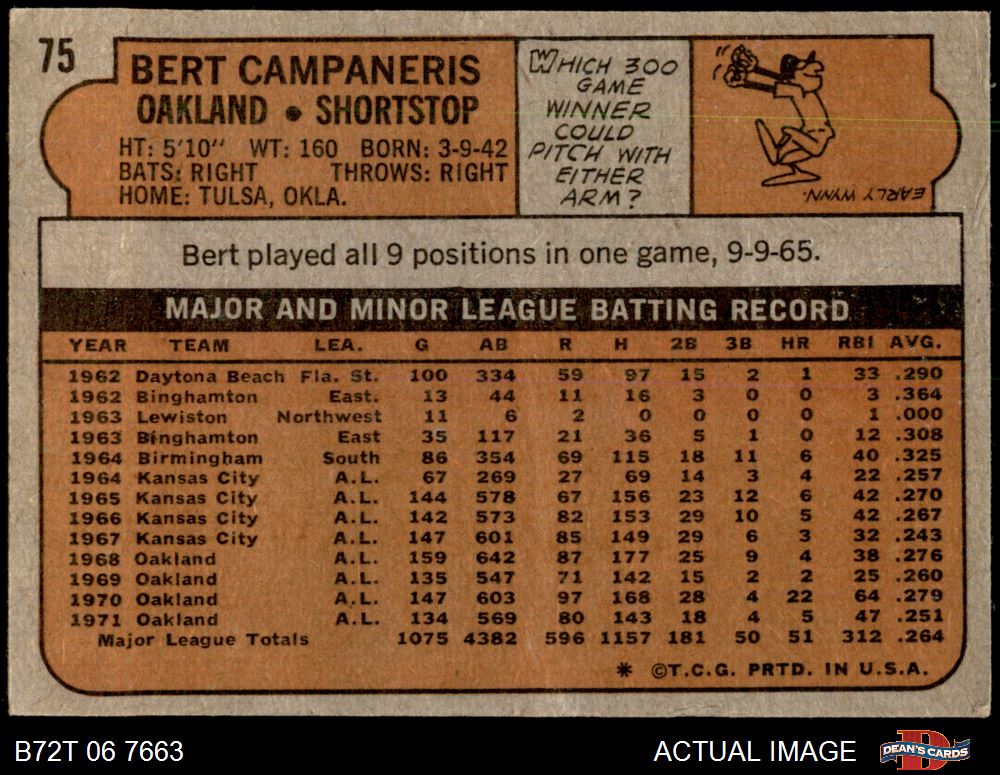 75
BERT CAMPANERIS
OAKLAND • SHORTSTOP
HT: 5'10" WT: 160 BORN: 3-9-42
BATS: RIGHT THROWS: RIGHT
HOME: TULSA, OKLA.
WHICH 300
GAME
WINNER
COULD
PITCH WITH
EITHER
ARM?
EARLY WYNN.
Bert played all 9 positions in one game, 9-9-65.
MAJOR AND MINOR LEAGUE BATTING RECORD
YEAR TEAM LEA. G AB R H 2B 3B HR RBI AVG.
1962 Daytona Beach Fla. St. 100 334 59 97 15 2 1 33 .290
1962 Binghamton East. 13 44 11 16 3 0 0 3 .364
1963 Lewiston Northwest 11 6 2 0 0 0 0 1 .000
1963 Binghamton East 35 117 21 36 5 1 0 12 .308
1964 Birmingham South 86 354 69 115 18 11 6 40 .325
1964 Kansas City A.L. 67 269 27 69 14 3 4 22 .257
1965 Kansas City A.L. 144 578 67 156 23 12 6 42 .270
1966 Kansas City A.L. 142 573 82 153 29 10 5 42 .267
1967 Kansas City A.L. 147 601 85 149 29 6 3 32 .243
1968 Oakland A.L. 159 642 87 177 25 9 4 38 .276
1969 Oakland A.L. 135 547 71 142 15 2 2 25 .260
1970 Oakland A.L. 147 603 97 168 28 4 22 64 .279
1971 Oakland A.L. 134 569 80 143 18 4 5 47 .251
Major League Totals 1075 4382 596 1157 181 50 51 312 .264
* ©T.C.G. PRTD. IN U.S.A.
B72T 06 7663
ACTUAL IMAGE
D
DEAN'S CARDS